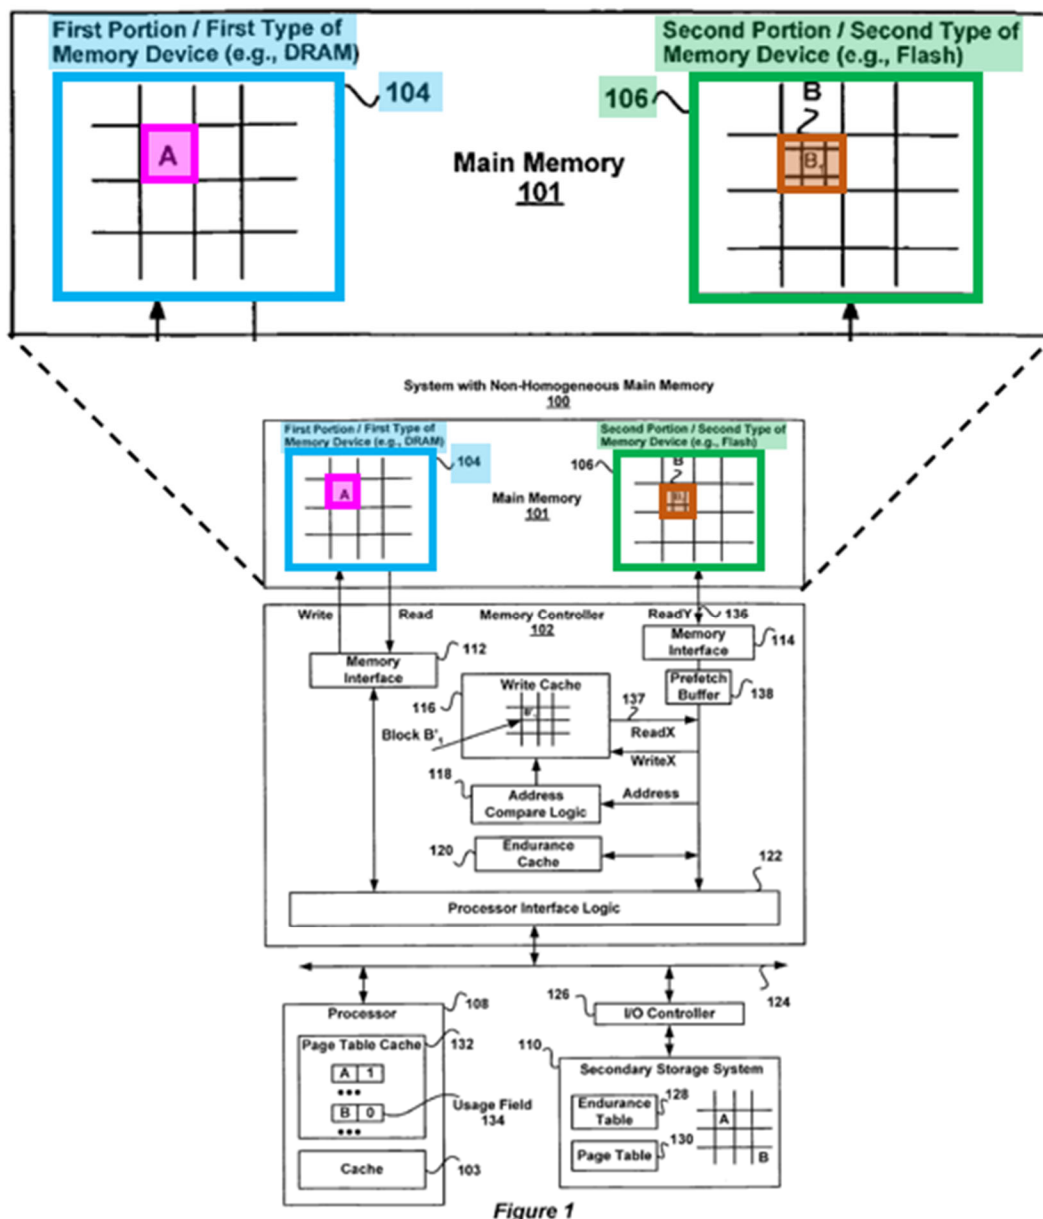 First Portion / First Type of
Memory Device (e.g., DRAM)
104
A
Main Memory
101
Second Portion / Second Type of
Memory Device (e.g., Flash)
106
B
B1
System with Non-Homogeneous Main Memory
100
First Portion / First Type of
Memory Device (e.g., DRAM)
104
A
Main Memory
101
Second Portion / Second Type of
Memory Device (e.g., Flash)
106
B
Write
Read
Memory Controller
102
ReadY
136
Memory
Interface
112
Memory
Interface
114
Prefetch
Buffer
138
Write Cache
116
B'1
Block B'1
137
ReadX
WriteX
118
Address
Compare Logic
Address
120
Endurance
Cache
122
Processor Interface Logic
124
108
Processor
Page Table Cache
132
A 1
•••
B 0
•••
Usage Field
134
Cache
103
126
I/O Controller
110
Secondary Storage System
Endurance
Table
128
Page Table
130
A
B
Figure 1